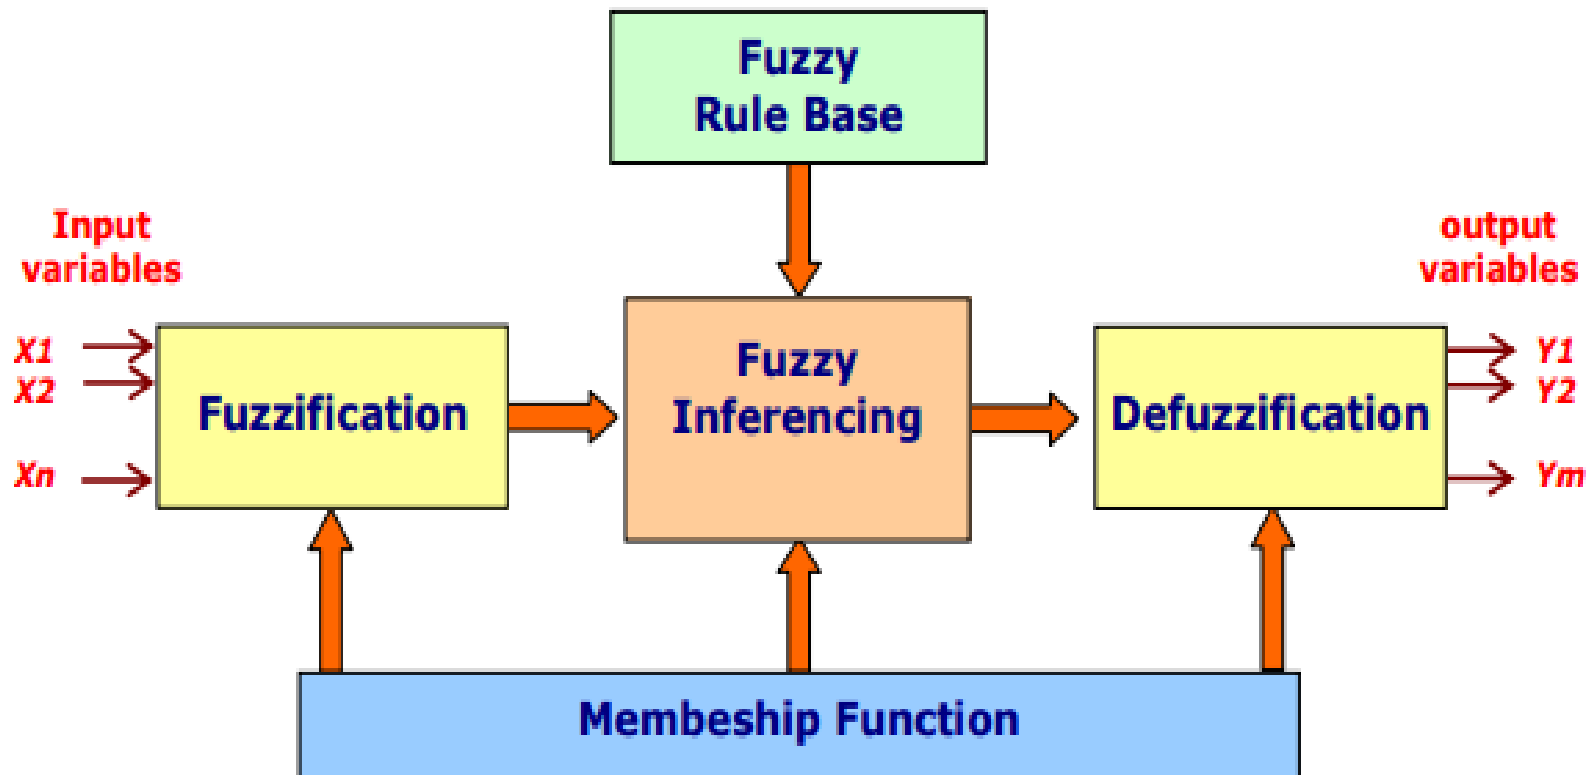 Fuzzy
Rule Base
Input
variables
output
variables
X1
X2
Xn
Fuzzification
Fuzzy
Inferencing
Defuzzification
Y1
Y2
Ym
Membeship Function